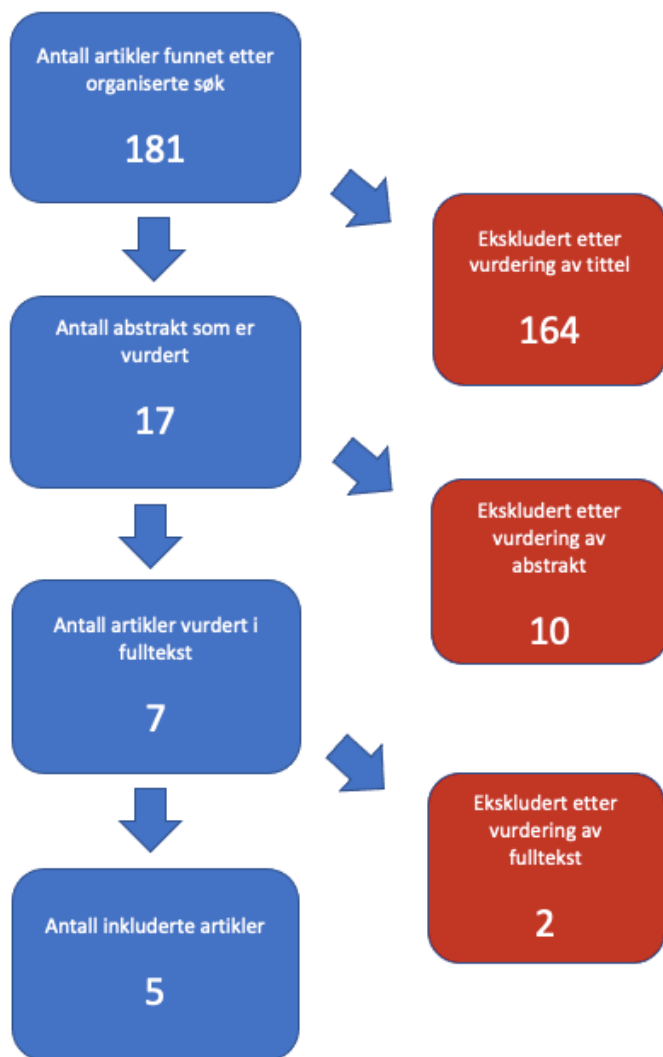 Antall artikler funnet etter
organiserte søk
181
Ekskludert etter
vurdering av tittel
164
Antall abstrakt som er
vurdert
17
Ekskludert etter
vurdering av
abstrakt
10
Antall artikler vurdert i
fulltekst
7
Ekskludert etter
vurdering av
fulltekst
2
Antall inkluderte artikler
5